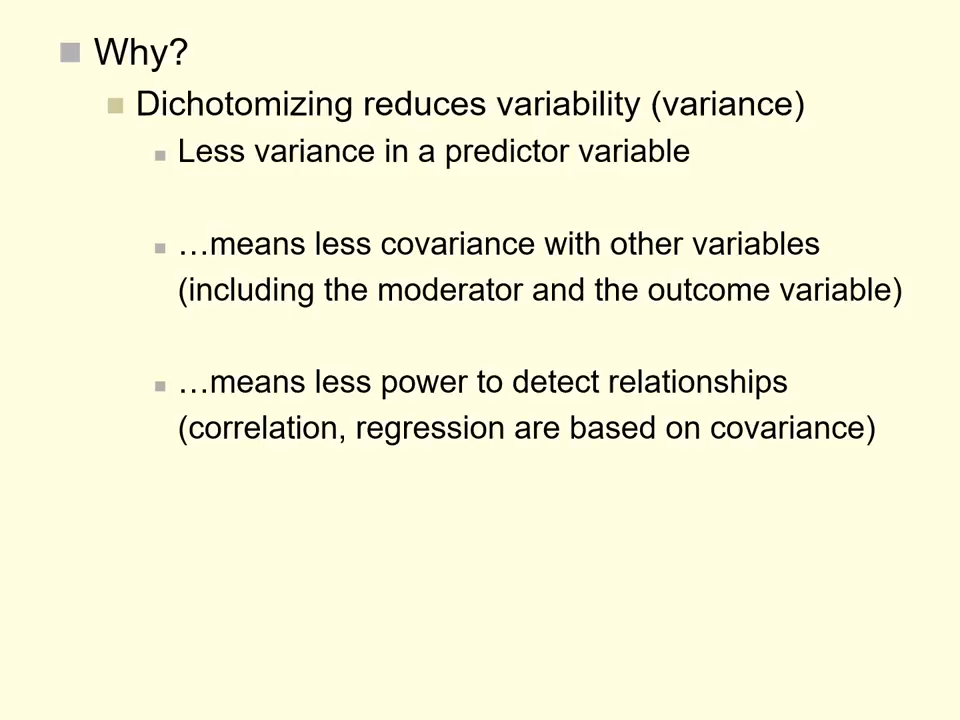 Why?
Dichotomizing reduces variability (variance)
Less variance in a predictor variable
…means less covariance with other variables
(including the moderator and the outcome variable)
…means less power to detect relationships
(correlation, regression are based on covariance)